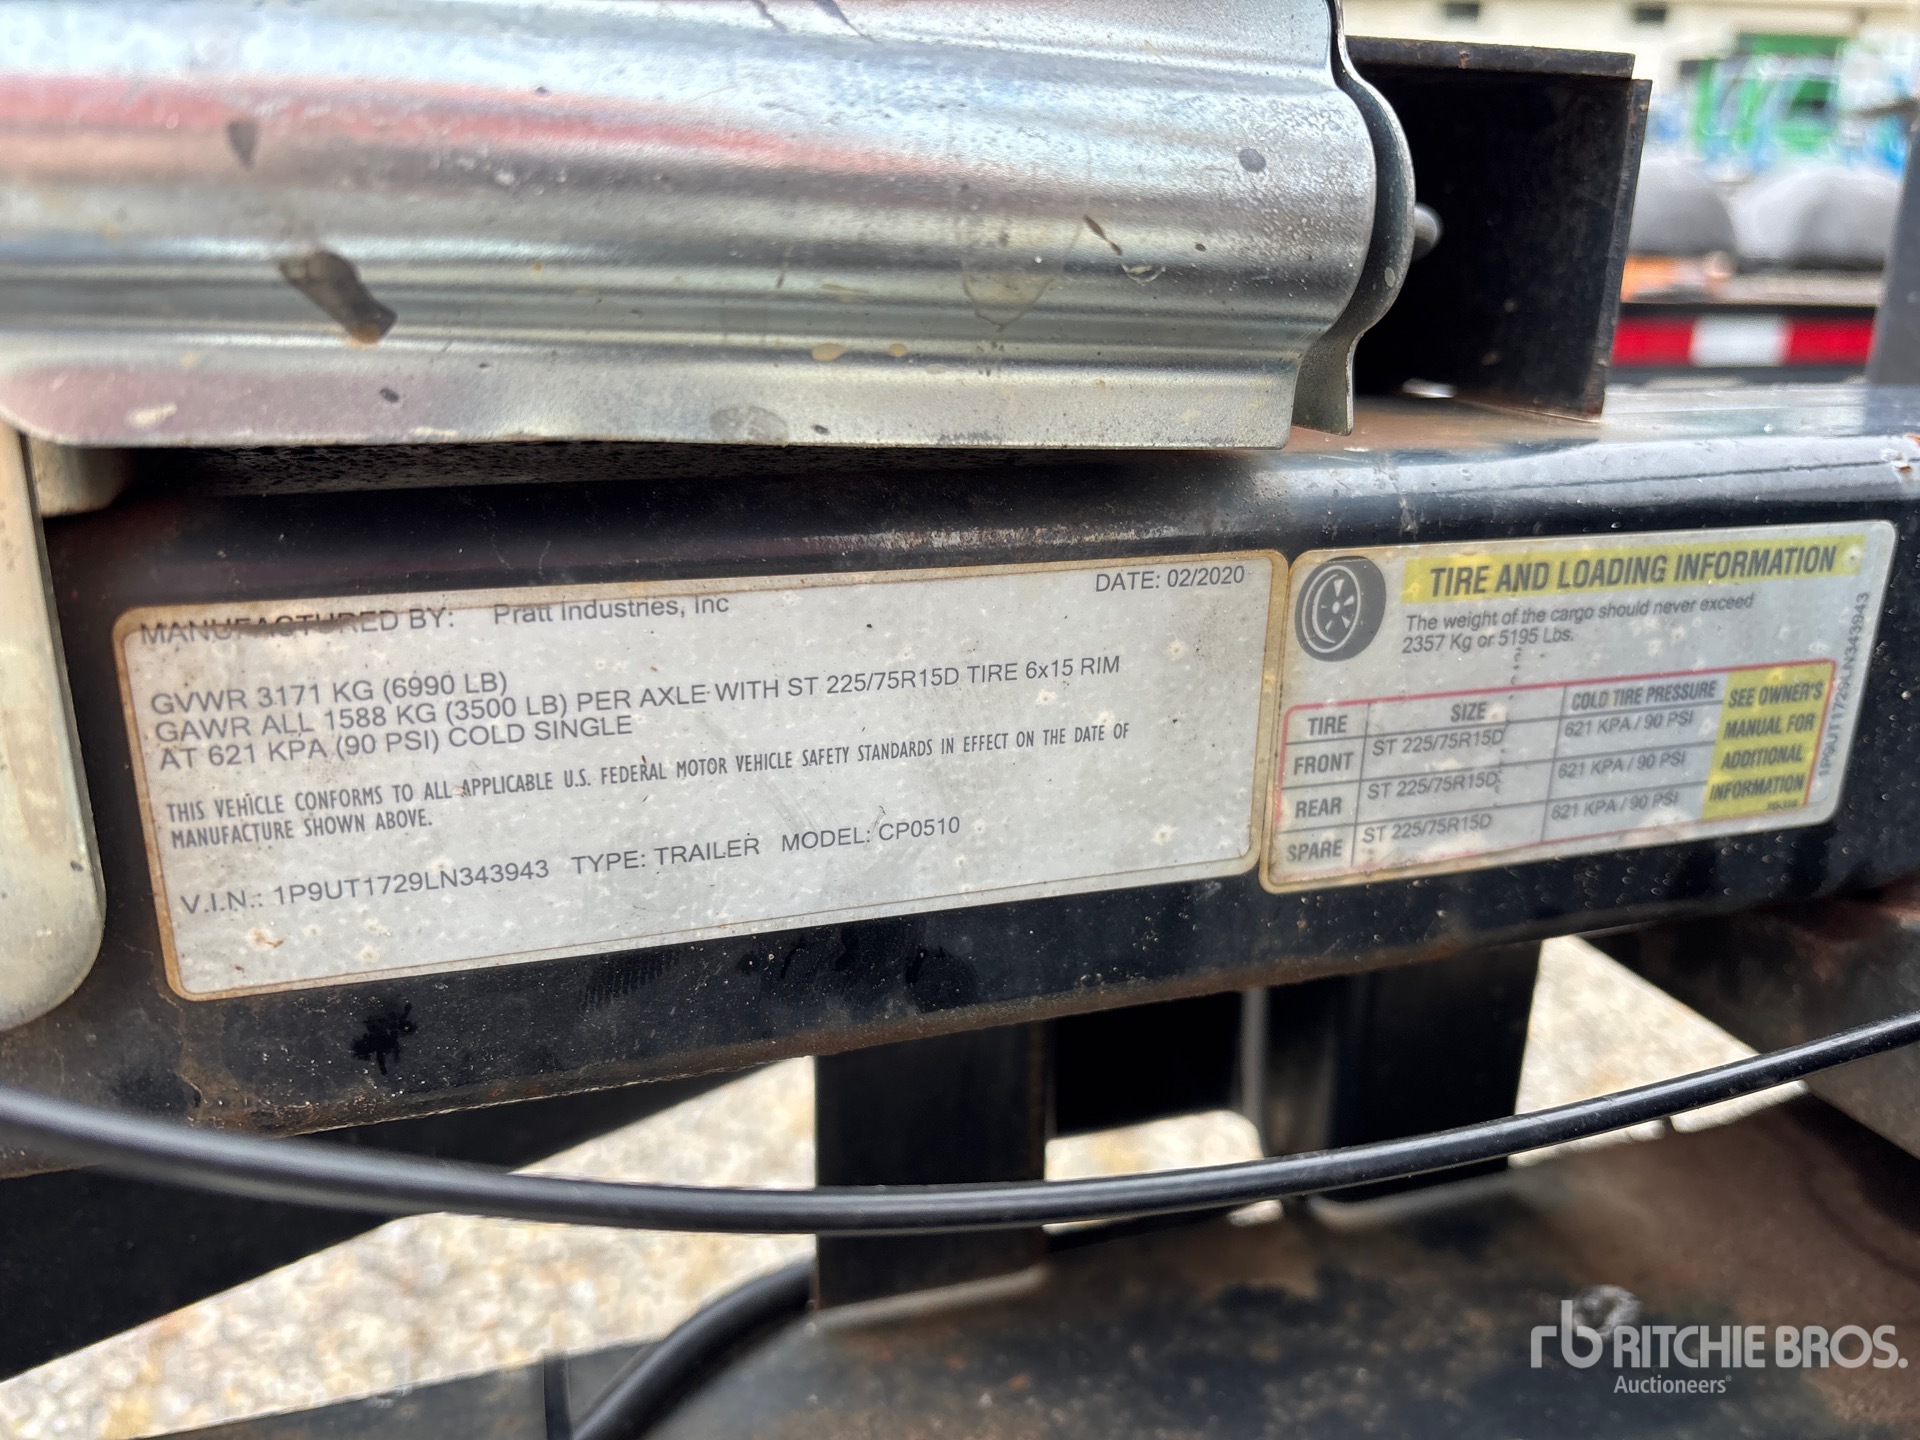 MANUFACTURED BY: Pratt Industries, Inc DATE: 02/2020
GVWR 3171 KG (6990 LB)
GAWR ALL 1588 KG (3500 LB) PER AXLE WITH ST 225/75R15D TIRE 6x15 RIM
AT 621 KPA (90 PSI) COLD SINGLE
THIS VEHICLE CONFORMS TO ALL APPLICABLE U.S. FEDERAL MOTOR VEHICLE SAFETY STANDARDS IN EFFECT ON THE DATE OF
MANUFACTURE SHOWN ABOVE.
V.I.N.: 1P9UT1729LN343943 TYPE: TRAILER MODEL: CP0510
TIRE AND LOADING INFORMATION
The weight of the cargo should never exceed
2357 Kg or 5195 Lbs.
TIRE SIZE COLD TIRE PRESSURE
FRONT ST 225/75R15D 621 KPA / 90 PSI
REAR ST 225/75R15D 621 KPA / 90 PSI
SPARE ST 225/75R15D 621 KPA / 90 PSI
SEE OWNER'S
MANUAL FOR
ADDITIONAL
INFORMATION
1P9UT1729LN343943
rb RITCHIE BROS.
Auctioneers